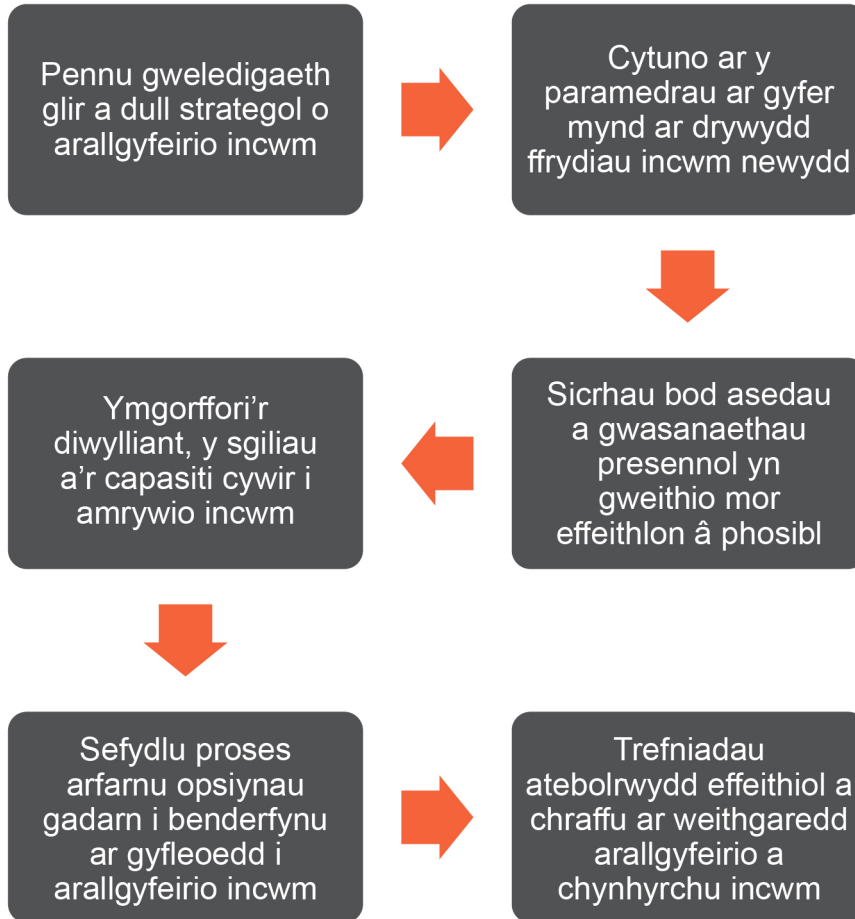 Pennu gweledigaeth
glir a dull strategol o
arallgyfeirio incwm
Cytuno ar y
paramedrau ar gyfer
mynd ar drywydd
ffrydiau incwm newydd
Sicrhau bod asedau
a gwasanaethau
presennol yn
gweithio mor
effeithlon â phosibl
Ymgorffori’r
diwylliant, y sgiliau
a’r capasiti cywir i
amrywio incwm
Sefydlu proses
arfarnu opsiynau
gadarn i benderfynu
ar gyfleoedd i
arallgyfeirio incwm
Trefniadau
atebolrwydd effeithiol a
chraffu ar weithgaredd
arallgyfeirio a
chynhyrchu incwm